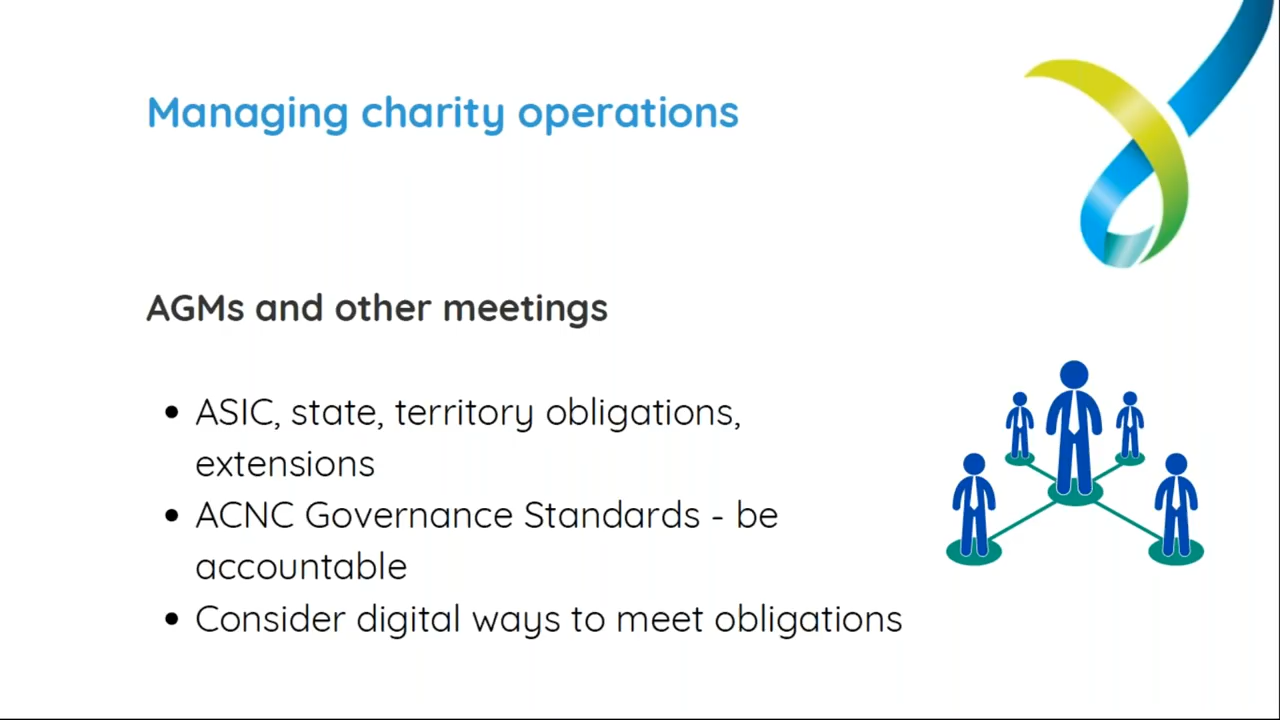 Managing charity operations
AGMs and other meetings
• ASIC, state, territory obligations,
extensions
• ACNC Governance Standards - be
accountable
• Consider digital ways to meet obligations